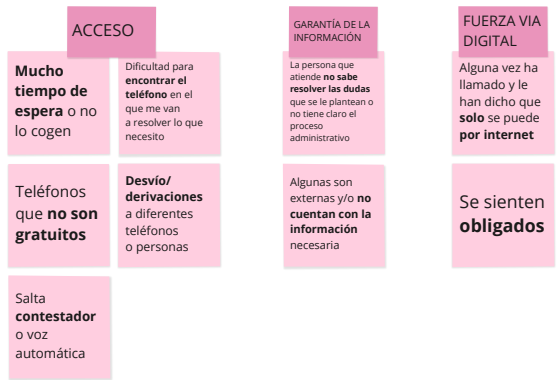 ACCESO
Mucho
tiempo de
espera o no
lo cogen
Dificultad para
encontrar el
teléfono en el
que me van
a resolver lo que
necesito
Teléfonos
que no son
gratuitos
Desvío/
derivaciones
a diferentes
teléfonos
o personas
Salta
contestador
o voz
automática
GARANTÍA DE LA
INFORMACIÓN
La persona que
atiende no sabe
resolver las dudas
que se le plantean o
no tiene claro el
proceso
administrativo
Algunas son
externas y/o no
cuentan con la
información
necesaria
FUERZA VIA
DIGITAL
Alguna vez ha
llamado y le
han dicho que
solo se puede
por internet
Se sienten
obligados